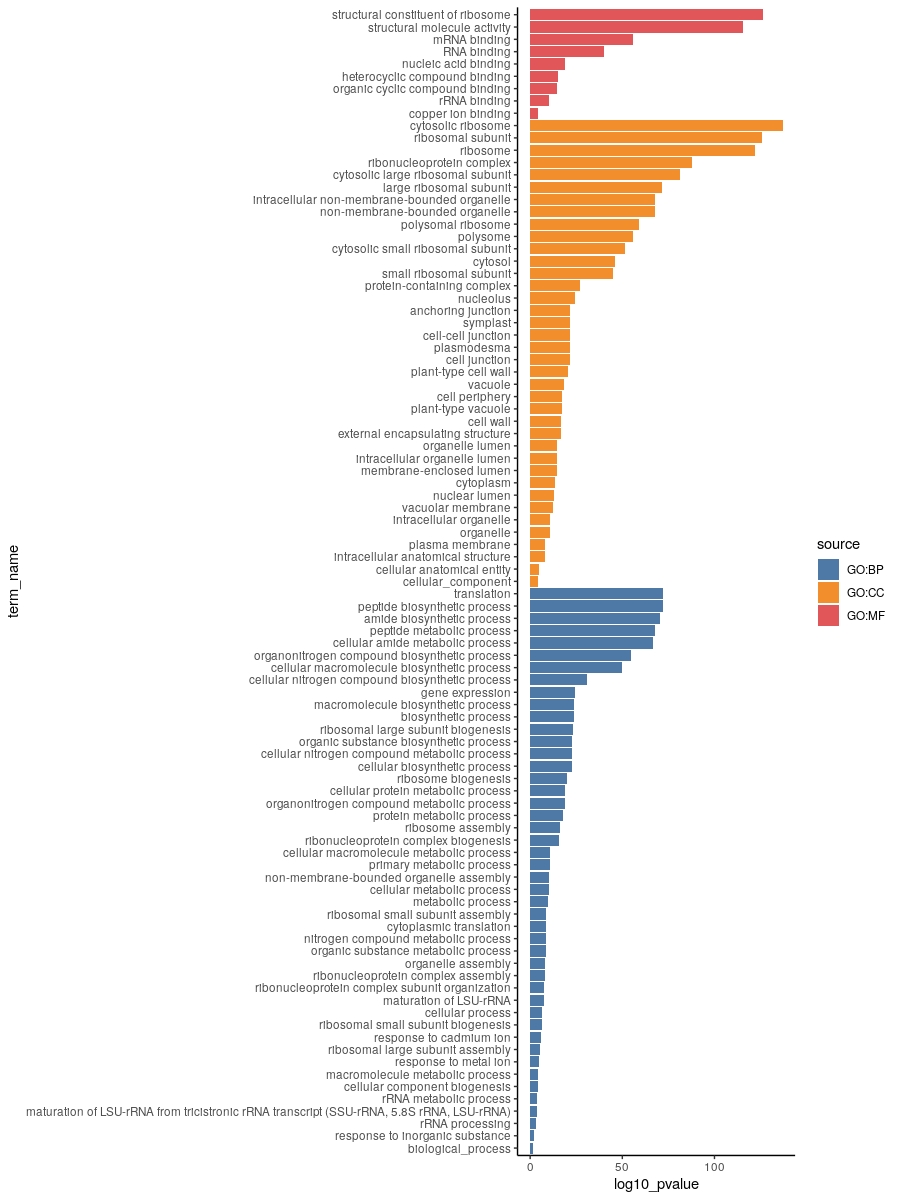 structural constituent of ribosome
structural molecule activity
mRNA binding
RNA binding
nucleic acid binding
heterocyclic compound binding
organic cyclic compound binding
rRNA binding
copper ion binding
cytosolic ribosome
ribosomal subunit
ribosome
ribonucleoprotein complex
cytosolic large ribosomal subunit
large ribosomal subunit
intracellular non-membrane-bounded organelle
non-membrane-bounded organelle
polysomal ribosome
polysome
cytosolic small ribosomal subunit
cytosol
small ribosomal subunit
protein-containing complex
nucleolus
anchoring junction
symplast
cell-cell junction
plasmodesma
cell junction
plant-type cell wall
vacuole
cell periphery
plant-type vacuole
cell wall
external encapsulating structure
organelle lumen
intracellular organelle lumen
membrane-enclosed lumen
cytoplasm
nuclear lumen
vacuolar membrane
intracellular organelle
organelle
plasma membrane
intracellular anatomical structure
cellular anatomical entity
cellular_component
translation
peptide biosynthetic process
amide biosynthetic process
peptide metabolic process
cellular amide metabolic process
organonitrogen compound biosynthetic process
cellular macromolecule biosynthetic process
cellular nitrogen compound biosynthetic process
gene expression
macromolecule biosynthetic process
biosynthetic process
ribosomal large subunit biogenesis
organic substance biosynthetic process
cellular nitrogen compound metabolic process
cellular biosynthetic process
ribosome biogenesis
cellular protein metabolic process
organonitrogen compound metabolic process
protein metabolic process
ribosome assembly
ribonucleoprotein complex biogenesis
cellular macromolecule metabolic process
primary metabolic process
non-membrane-bounded organelle assembly
cellular metabolic process
metabolic process
ribosomal small subunit assembly
cytoplasmic translation
nitrogen compound metabolic process
organic substance metabolic process
organelle assembly
ribonucleoprotein complex assembly
ribonucleoprotein complex subunit organization
maturation of LSU-rRNA
cellular process
ribosomal small subunit biogenesis
response to cadmium ion
ribosomal large subunit assembly
response to metal ion
macromolecule metabolic process
cellular component biogenesis
rRNA metabolic process
maturation of LSU-rRNA from tricistronic rRNA transcript (SSU-rRNA, 5.8S rRNA, LSU-rRNA)
rRNA processing
response to inorganic substance
biological_process
0 50 100
log10_pvalue
term_name
source
GO:BP
GO:CC
GO:MF